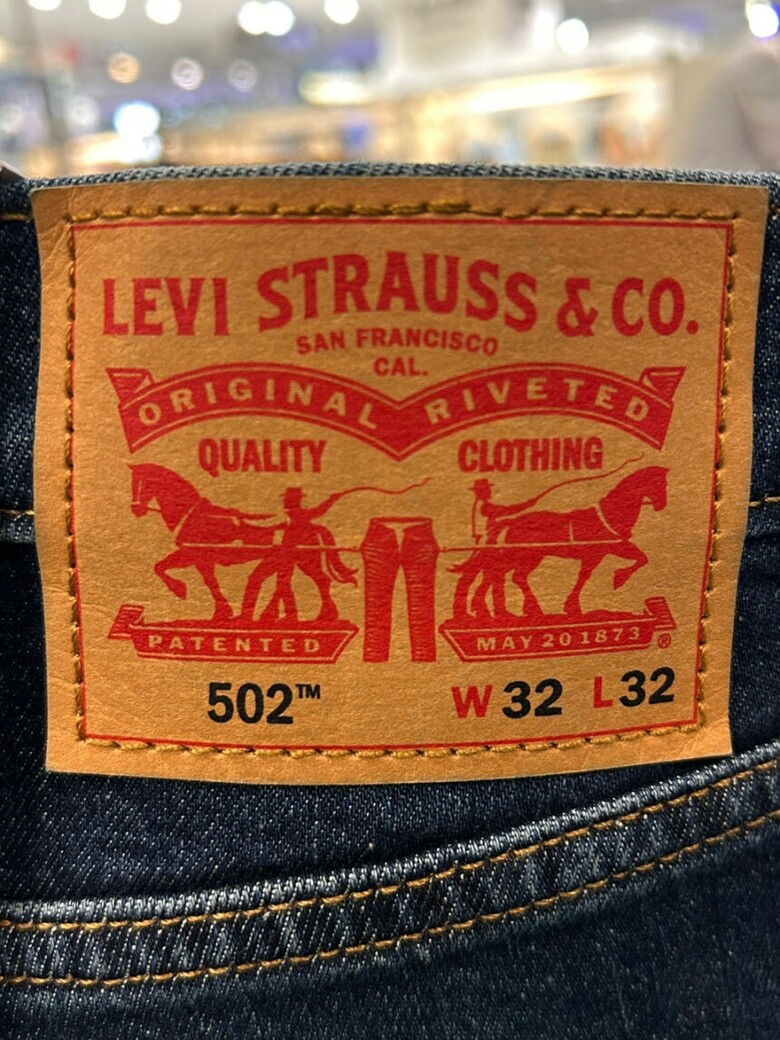 LEVI STRAUSS & CO.
SAN FRANCISCO
CAL.
ORIGINAL RIVETED
QUALITY CLOTHING
PATENTED MAY 20 1873 ®
502™ W 32 L 32